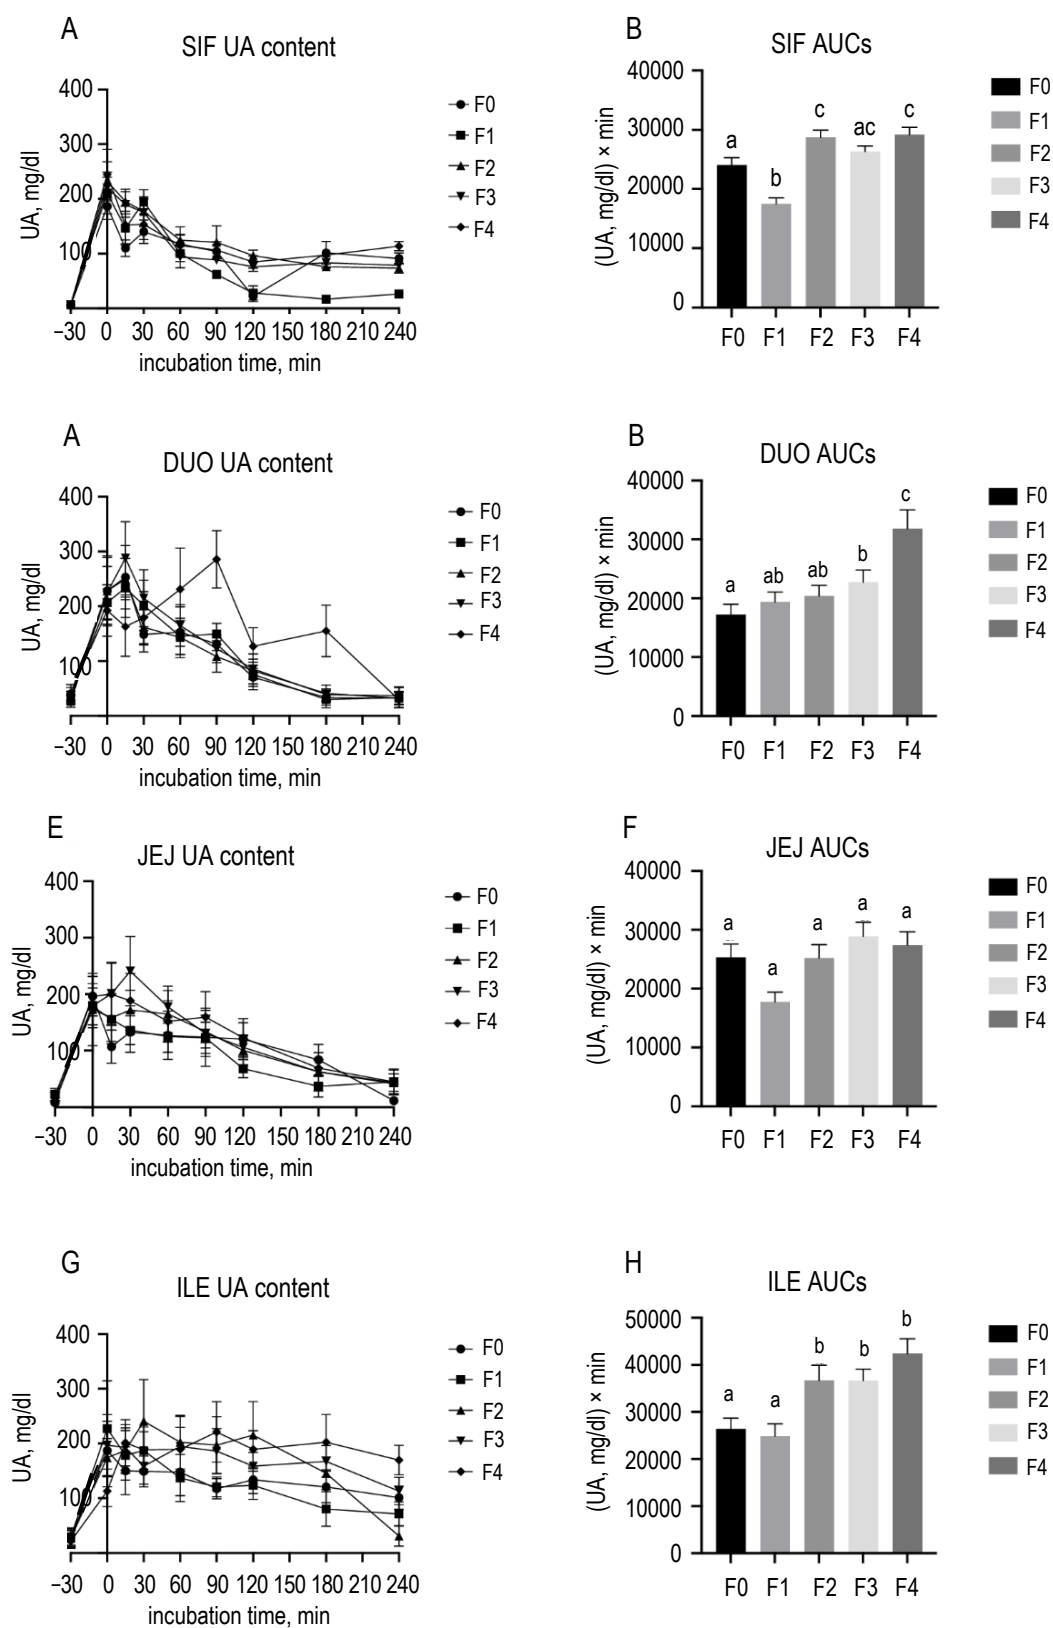 A
SIF UA content
400
300
200
100
UA, mg/dl
−30 0 30 60 90 120 150 180 210 240
incubation time, min
F0
F1
F2
F3
F4
B
SIF AUCs
40000
30000
20000
10000
0
(UA, mg/dl) × min
a
b
c
ac
c
F0 F1 F2 F3 F4
F0
F1
F2
F3
F4
A
DUO UA content
400
300
200
100
UA, mg/dl
−30 0 30 60 90 120 150 180 210 240
incubation time, min
F0
F1
F2
F3
F4
B
DUO AUCs
40000
30000
20000
10000
0
(UA, mg/dl) × min
a
ab
ab
b
c
F0 F1 F2 F3 F4
F0
F1
F2
F3
F4
E
JEJ UA content
400
300
200
100
UA, mg/dl
−30 0 30 60 90 120 150 180 210 240
incubation time, min
F0
F1
F2
F3
F4
F
JEJ AUCs
40000
30000
20000
10000
0
(UA, mg/dl) × min
a
a
a
a
a
F0 F1 F2 F3 F4
F0
F1
F2
F3
F4
G
ILE UA content
400
300
200
100
UA, mg/dl
−30 0 30 60 90 120 150 180 210 240
incubation time, min
F0
F1
F2
F3
F4
H
ILE AUCs
50000
40000
30000
20000
10000
0
(UA, mg/dl) × min
a
a
b
b
b
F0 F1 F2 F3 F4
F0
F1
F2
F3
F4